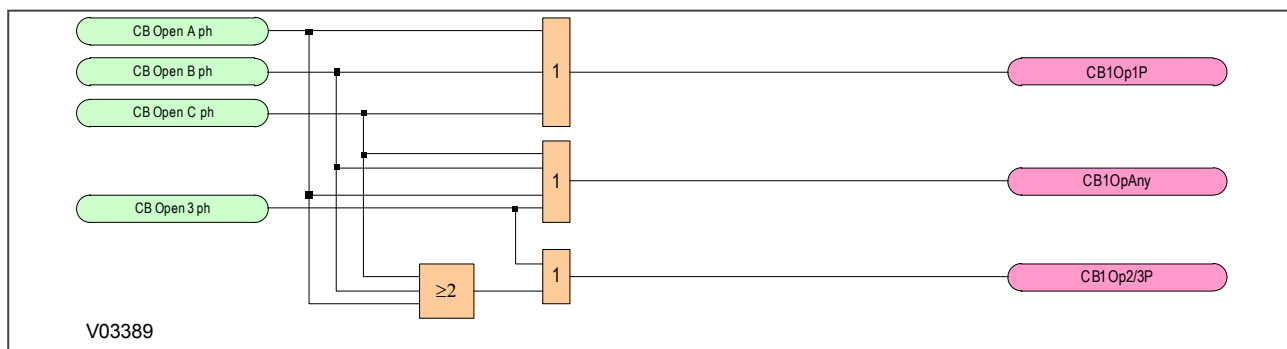 CB Open A ph
CB Open B ph
1
CB1Op1P
CB Open C ph
1
CB1OpAny
CB Open 3 ph
1
CB1Op2/3P
≥2
V03389